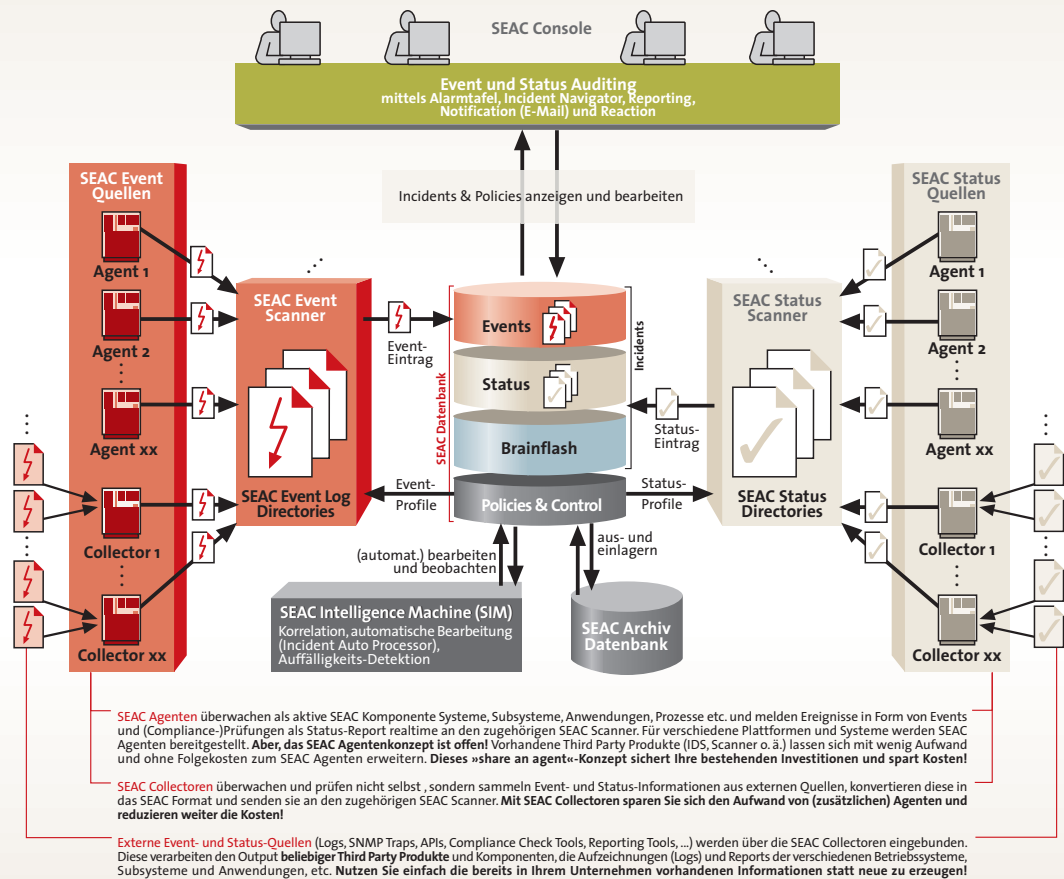 SEAC Console
Event und Status Auditing
mittels Alarmtafel, Incident Navigator, Reporting,
Notification (E-Mail) und Reaction
Incidents & Policies anzeigen und bearbeiten
SEAC Event
Quellen
Agent 1
Agent 2
Agent xx
Collector 1
Collector xx
SEAC Event
Scanner
SEAC Event Log
Directories
Event-
Eintrag
Event-
Profile
SEAC Datenbank
Events
Status
Brainflash
Policies & Control
Incidents
Status-
Eintrag
Status-
Profile
SEAC Status
Scanner
SEAC Status
Directories
SEAC Status
Quellen
Agent 1
Agent 2
Agent xx
Collector 1
Collector xx
(automat.) bearbeiten
und beobachten
aus- und
einlagern
SEAC Intelligence Machine (SIM)
Korrelation, automatische Bearbeitung
(Incident Auto Processor),
Auffälligkeits-Detektion
SEAC Archiv
Datenbank
SEAC Agenten überwachen als aktive SEAC Komponente Systeme, Subsysteme, Anwendungen, Prozesse etc. und melden Ereignisse in Form von Events
und (Compliance-)Prüfungen als Status-Report realtime an den zugehörigen SEAC Scanner. Für verschiedene Plattformen und Systeme werden SEAC
Agenten bereitgestellt. Aber, das SEAC Agentenkonzept ist offen! Vorhandene Third Party Produkte (IDS, Scanner o. ä.) lassen sich mit wenig Aufwand
und ohne Folgekosten zum SEAC Agenten erweitern. Dieses »share an agent«-Konzept sichert Ihre bestehenden Investitionen und spart Kosten!
SEAC Collectoren überwachen und prüfen nicht selbst , sondern sammeln Event- und Status-Informationen aus externen Quellen, konvertieren diese in
das SEAC Format und senden sie an den zugehörigen SEAC Scanner. Mit SEAC Collectoren sparen Sie sich den Aufwand von (zusätzlichen) Agenten und
reduzieren weiter die Kosten!
Externe Event- und Status-Quellen (Logs, SNMP Traps, APIs, Compliance Check Tools, Reporting Tools, ...) werden über die SEAC Collectoren eingebunden.
Diese verarbeiten den Output beliebiger Third Party Produkte und Komponenten, die Aufzeichnungen (Logs) und Reports der verschiedenen Betriebssysteme,
Subsysteme und Anwendungen, etc. Nutzen Sie einfach die bereits in Ihrem Unternehmen vorhandenen Informationen statt neue zu erzeugen!